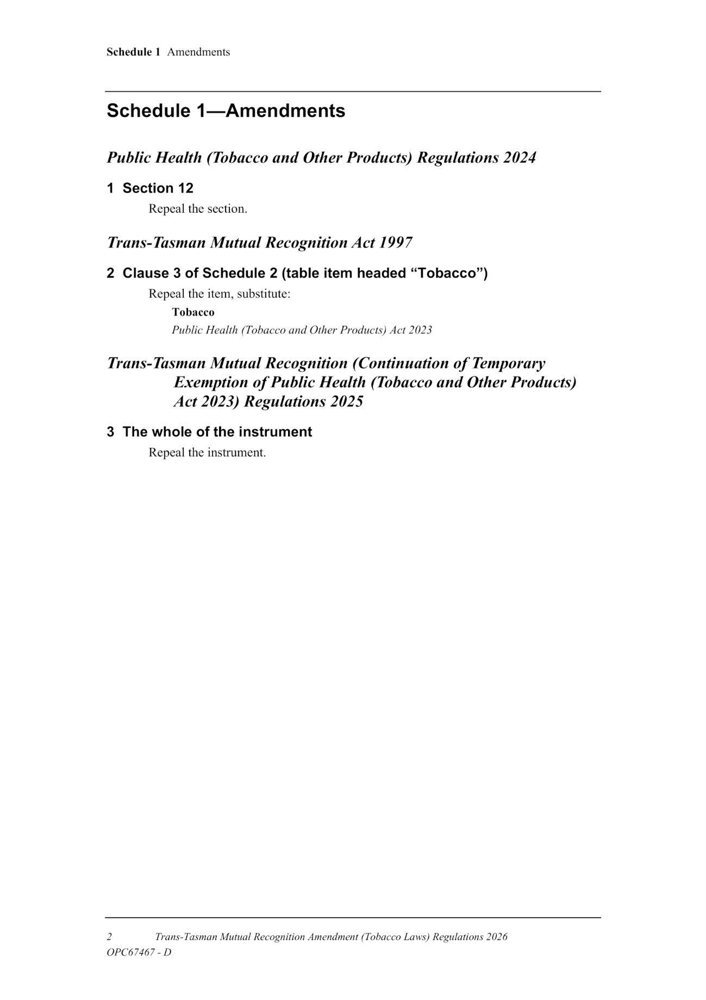 Schedule 1  Amendments
Schedule 1—Amendments
Public Health (Tobacco and Other Products) Regulations 2024
1  Section 12
Repeal the section.
Trans-Tasman Mutual Recognition Act 1997
2  Clause 3 of Schedule 2 (table item headed “Tobacco”)
Repeal the item, substitute:
Tobacco
Public Health (Tobacco and Other Products) Act 2023
Trans-Tasman Mutual Recognition (Continuation of Temporary
Exemption of Public Health (Tobacco and Other Products)
Act 2023) Regulations 2025
3  The whole of the instrument
Repeal the instrument.
2  Trans-Tasman Mutual Recognition Amendment (Tobacco Laws) Regulations 2026
OPC67467 - D